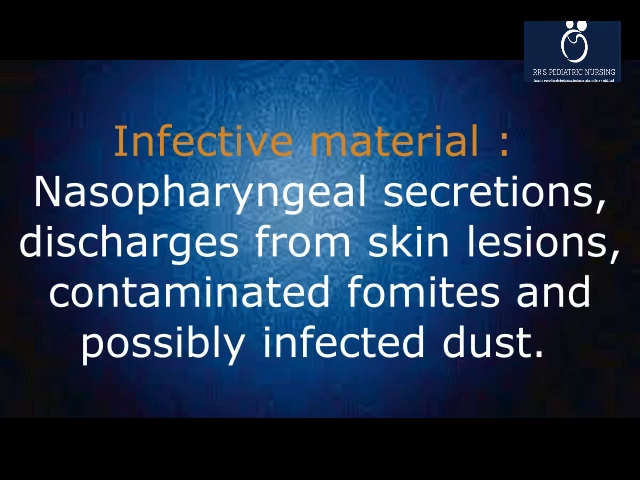 RR'S PEDIATRIC NURSING
Infective material :
Nasopharyngeal secretions,
discharges from skin lesions,
contaminated fomites and
possibly infected dust.